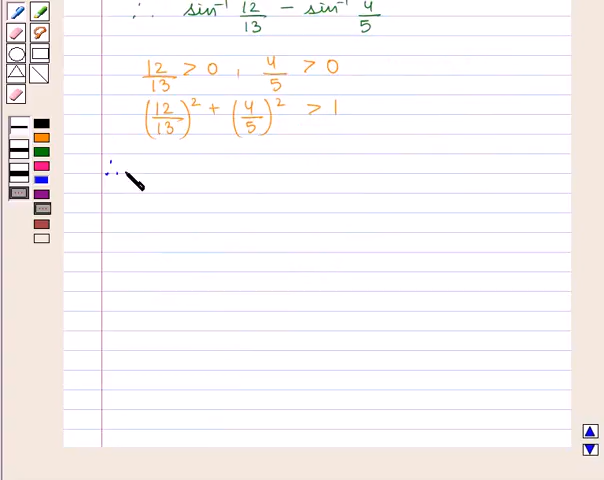 ∴ sin⁻¹ 12/13 − sin⁻¹ 4/5
12/13 > 0 , 4/5 > 0
(12/13)² + (4/5)² > 1
∴